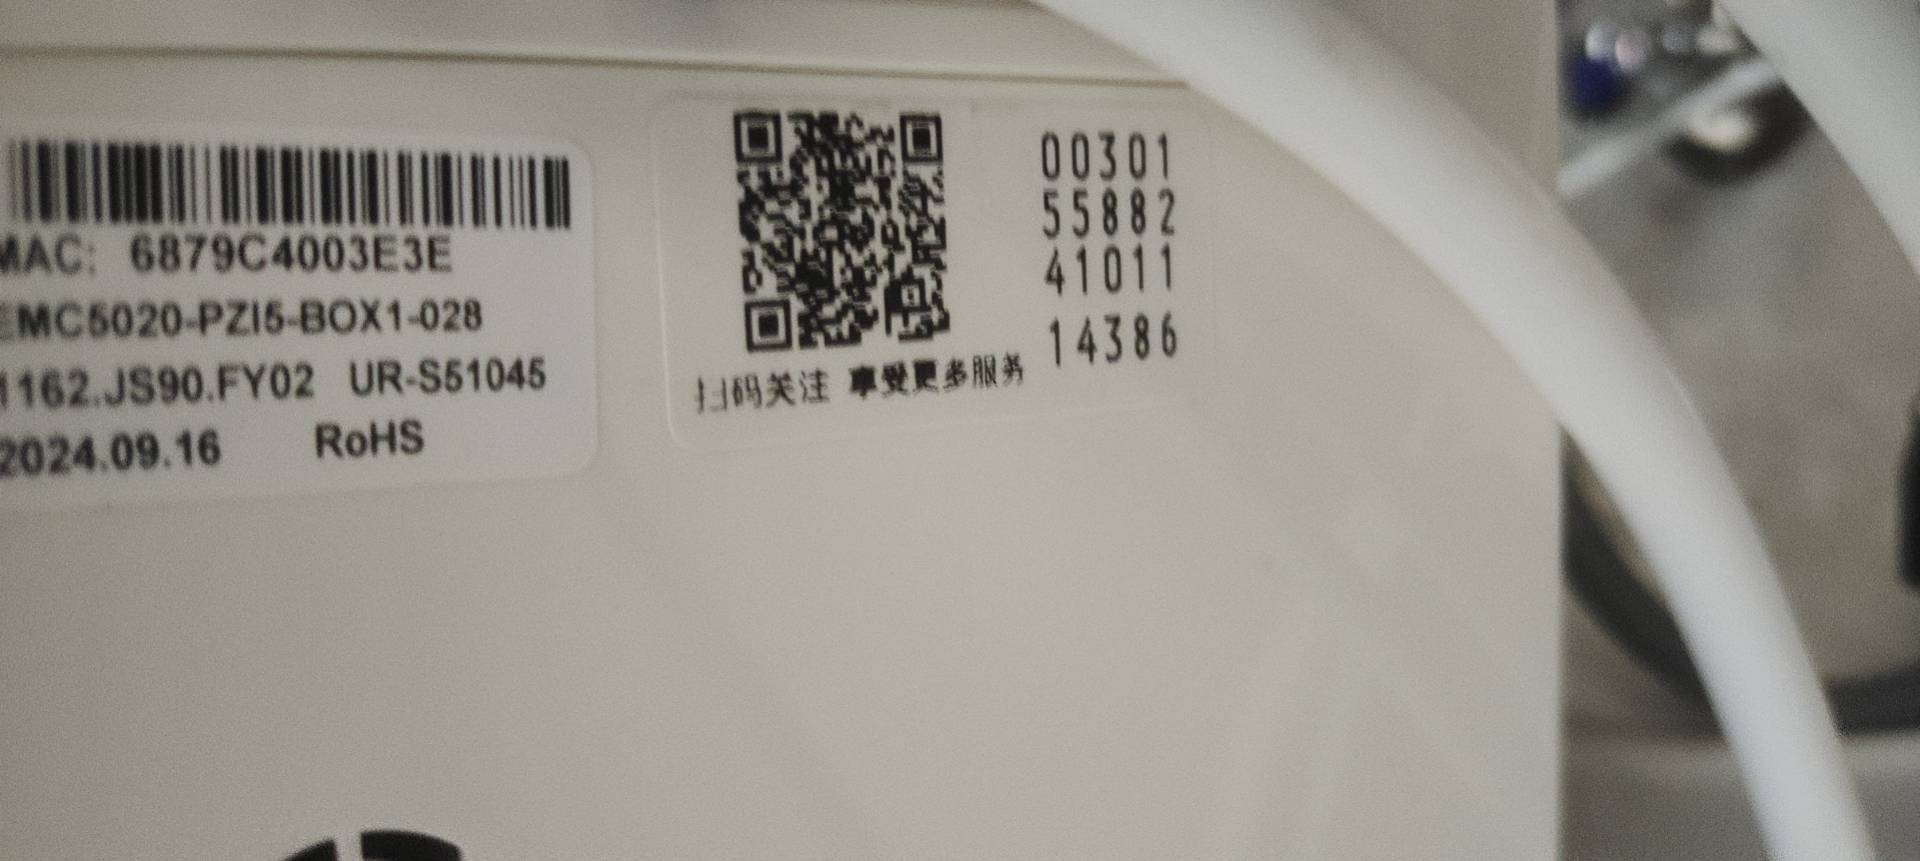 MAC: 6879C4003E3E
EMC5020-PZI5-BOX1-028
1162.JS90.FY02 UR-S51045
2024.09.16 RoHS
00301
55882
41011
14386
扫码关注 享受更多服务